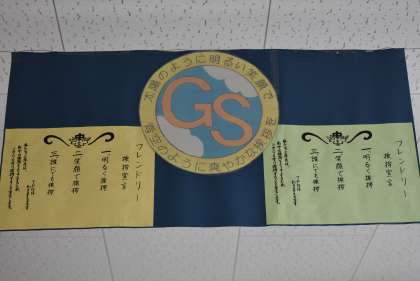 太陽のように明るい笑顔で
GS
青空のように爽やかな挨拶を
フレンドリー
挨拶宣言
一 明るく挨拶
二 笑顔で挨拶
三 誰にでも挨拶
フレンドリー
挨拶宣言
一 明るく挨拶
二 笑顔で挨拶
三 誰にでも挨拶